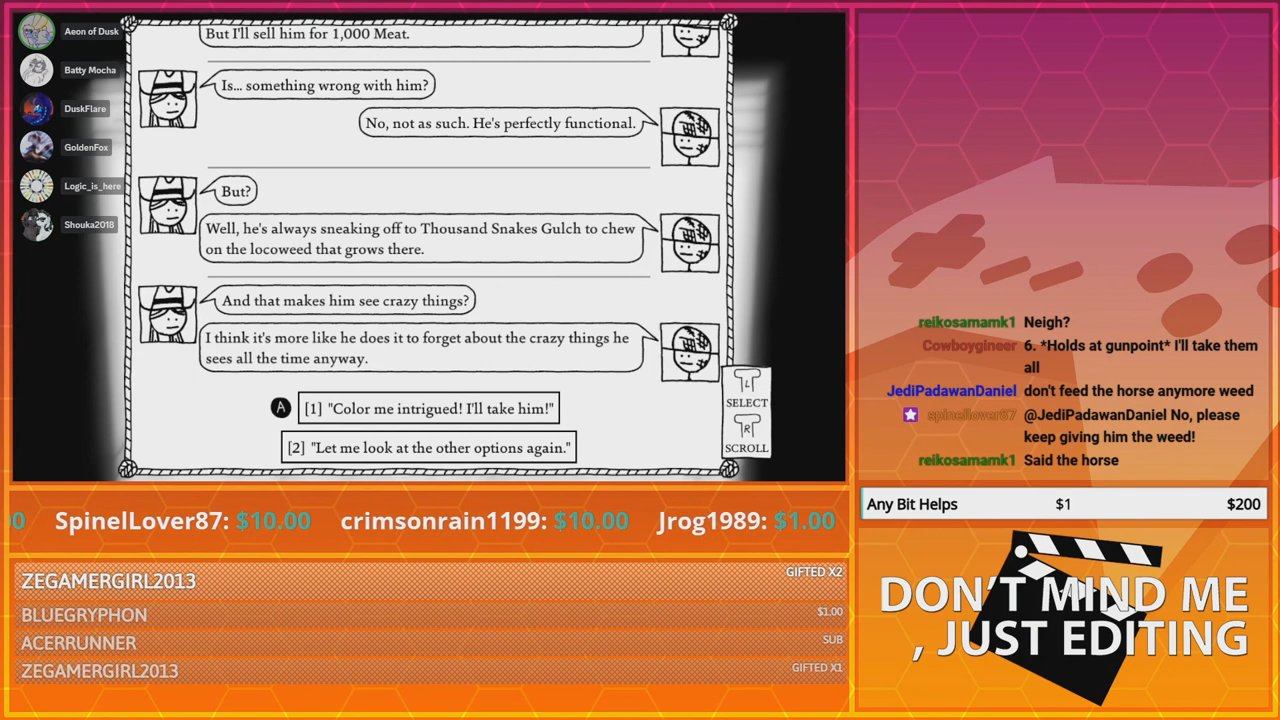 Aeon of Dusk
Batty Mocha
DuskFlare
GoldenFox
Logic_is_here
Shouka2018
But I'll sell him for 1,000 Meat.
Is... something wrong with him?
No, not as such. He's perfectly functional.
But?
Well, he's always sneaking off to Thousand Snakes Gulch to chew
on the locoweed that grows there.
And that makes him see crazy things?
I think it's more like he does it to forget about the crazy things he
sees all the time anyway.
A [1] "Color me intrigued! I'll take him!"
[2] "Let me look at the other options again."
L
SELECT
R
SCROLL
reikosamamk1 Neigh?
Cowboygineer 6. *Holds at gunpoint* I'll take them
all
JediPadawanDaniel don't feed the horse anymore weed
spinellover87 @JediPadawanDaniel No, please
keep giving him the weed!
reikosamamk1 Said the horse
Any Bit Helps $1 $200
00 SpinelLover87: $10.00 crimsonrain1199: $10.00 Jrog1989: $1.00
ZEGAMERGIRL2013 GIFTED X2
BLUEGRYPHON $1.00
ACERRUNNER SUB
ZEGAMERGIRL2013 GIFTED X1
DON'T MIND ME
, JUST EDITING